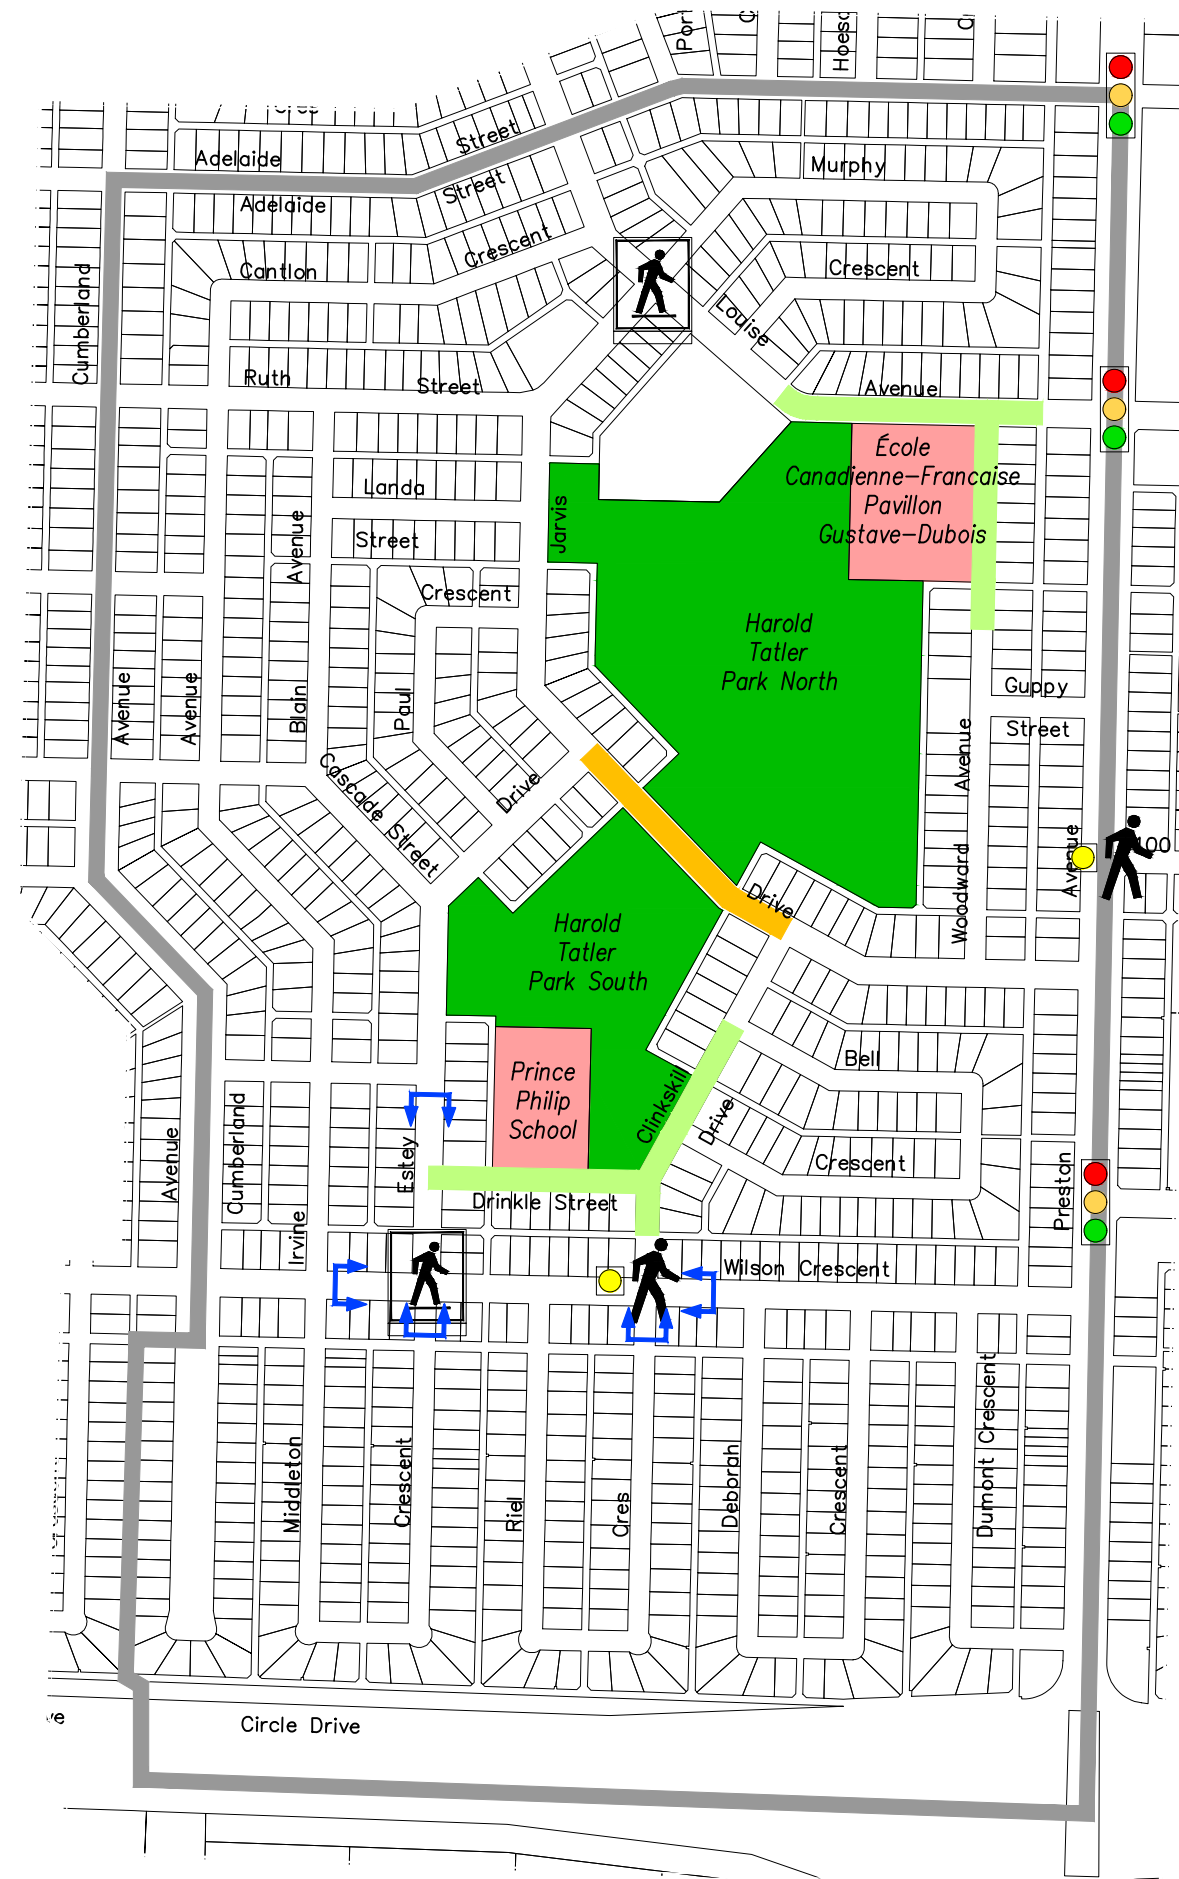 Adelaide
Street
Adelaide
Street
Murphy
Crescent
Cantlon
Crescent
Cumberland
Louise
Ruth
Street
Avenue
École
Canadienne-Francaise
Pavillon
Gustave-Dubois
Landa
Jarvis
Avenue
Street
Crescent
Harold
Tatler
Park North
Guppy
Street
Avenue
Avenue
Blain
Paul
Avenue
Cascade Street
Drive
Avenue
100
Woodward
Drive
Harold
Tatler
Park South
Bell
Prince
Philip
School
Clinkskill
Drive
Cumberland
Avenue
Estey
Crescent
Preston
Drinkle Street
Irvine
Wilson Crescent
Middleton
Crescent
Riel
Cres
Deborah
Crescent
Dumont Crescent
Circle Drive